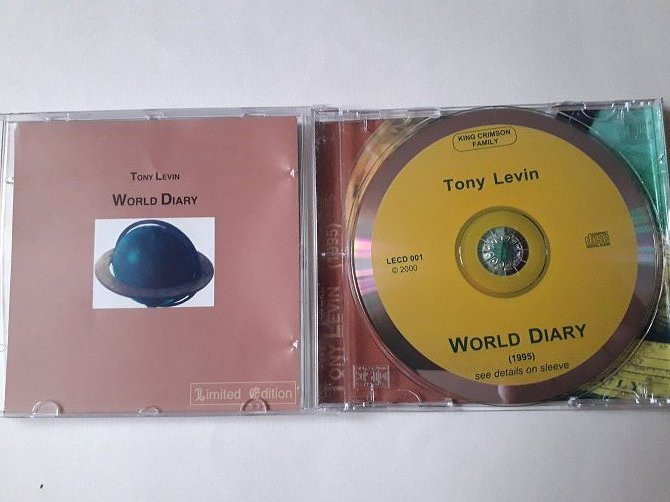 TONY LEVIN
WORLD DIARY
Limited Edition
TONY LEVIN (1995)
KING CRIMSON
FAMILY
Tony Levin
LECD 001
© 2000
WORLD DIARY
(1995)
see details on sleeve